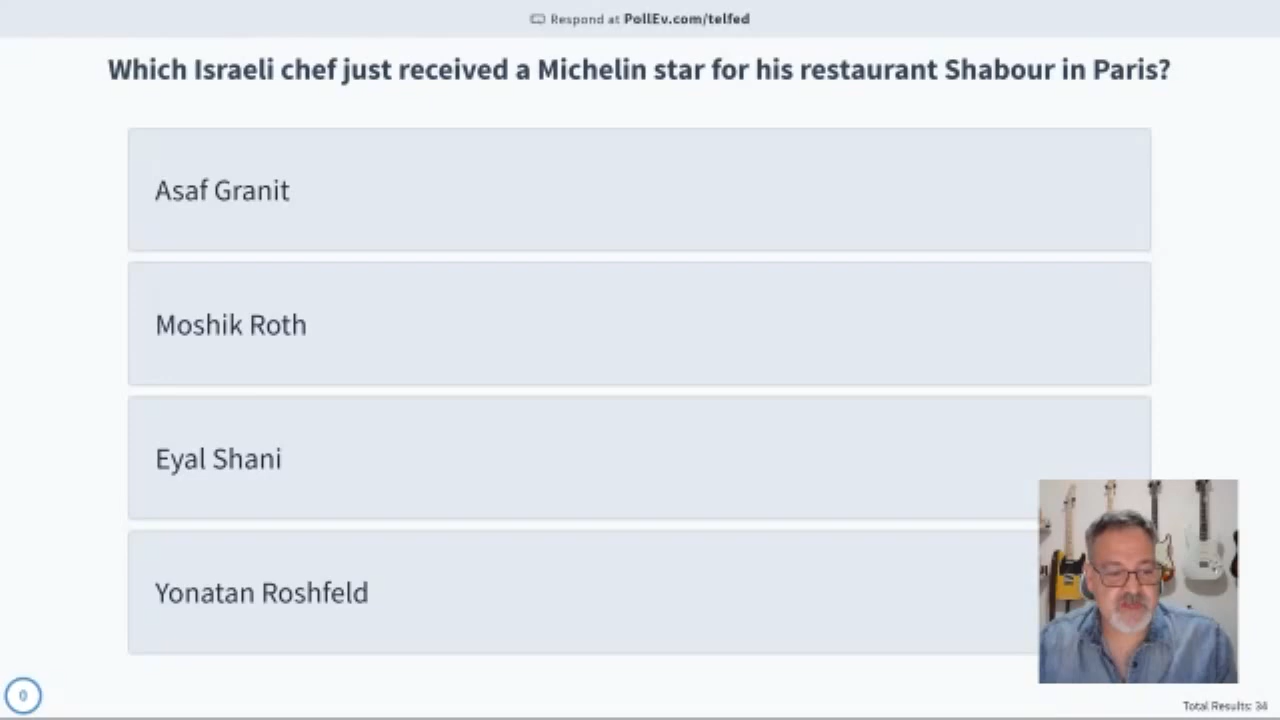 Respond at PollEv.com/telfed
Which Israeli chef just received a Michelin star for his restaurant Shabour in Paris?
Asaf Granit
Moshik Roth
Eyal Shani
Yonatan Roshfeld
0
Total Results: 34